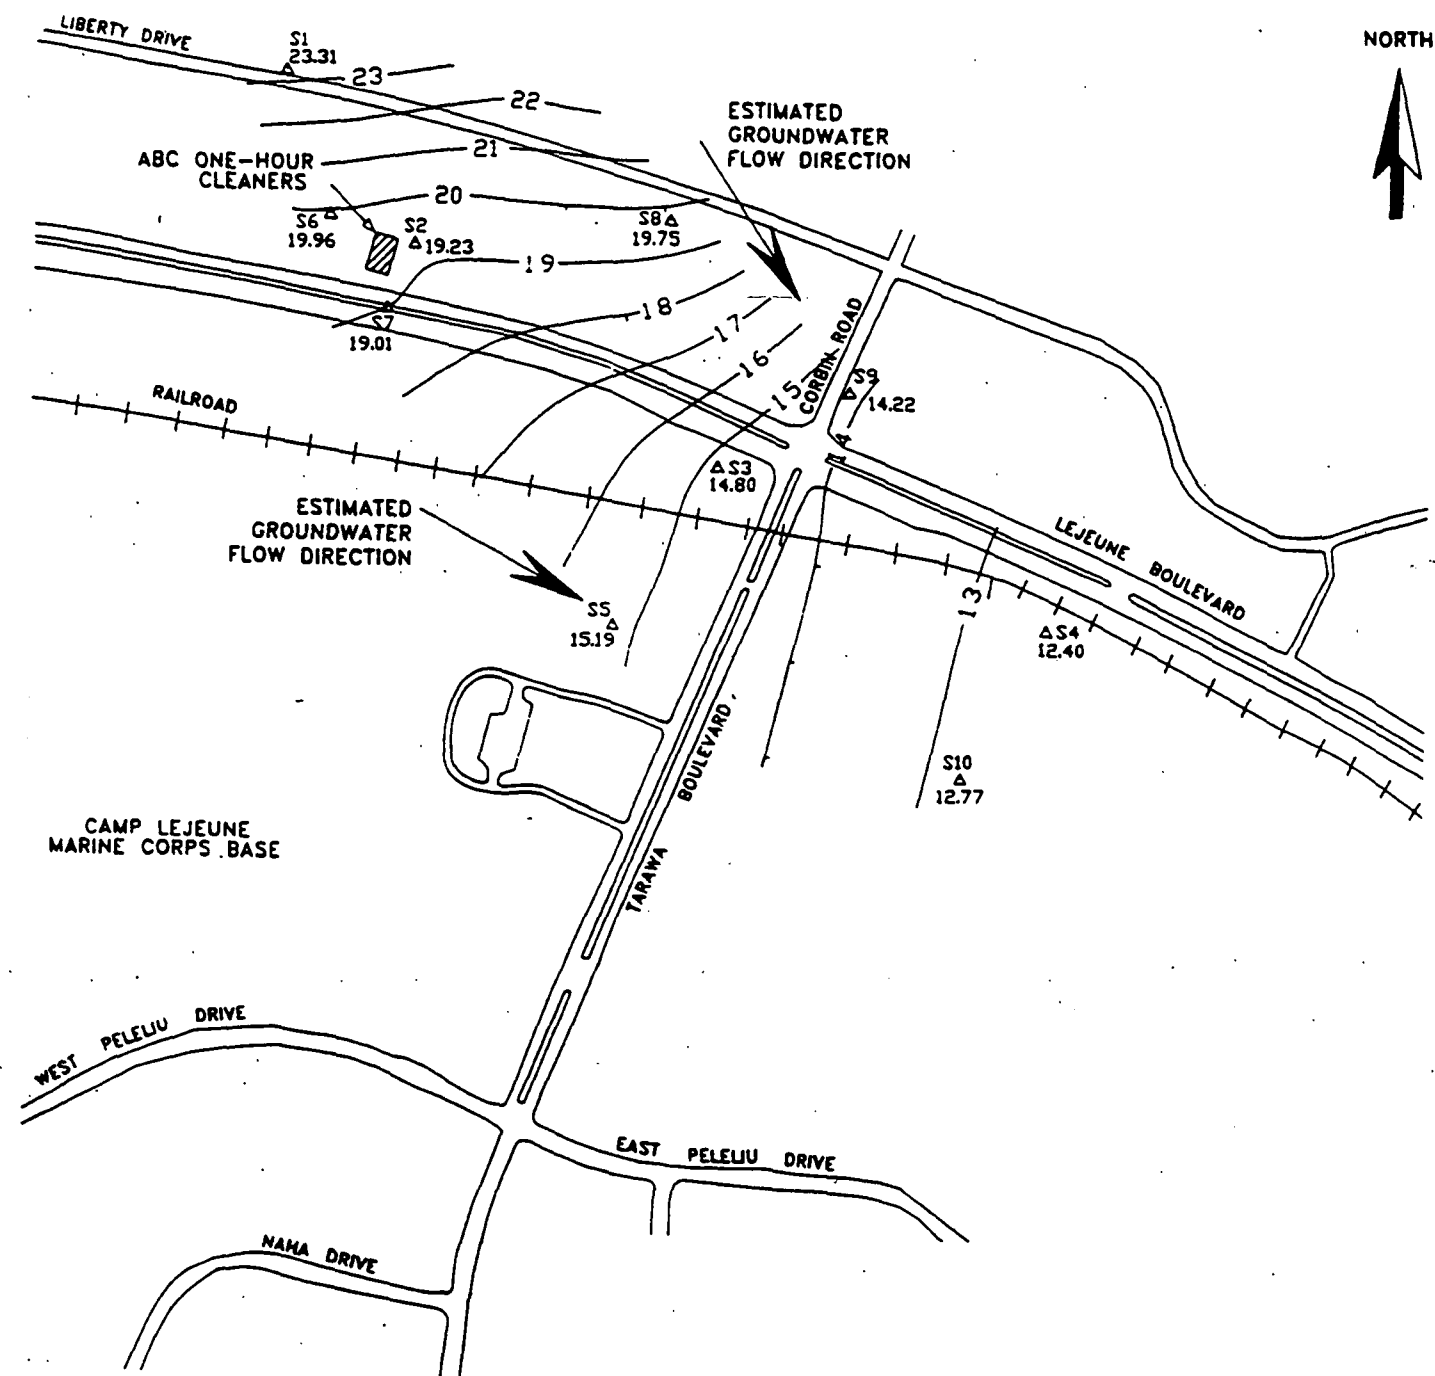 LIBERTY DRIVE
S1
23.31
23
22
21
20
NORTH
ESTIMATED
GROUNDWATER
FLOW DIRECTION
ABC ONE-HOUR
CLEANERS
S6
19.96
S2
19.23
S8
19.75
19
18
17
16
15
S7
19.01
CORBIN ROAD
S9
14.22
14
RAILROAD
S3
14.80
ESTIMATED
GROUNDWATER
FLOW DIRECTION
LEJEUNE BOULEVARD
13
S5
15.19
S4
12.40
S10
12.77
TARAWA BOULEVARD
CAMP LEJEUNE
MARINE CORPS BASE
WEST PELELIU DRIVE
EAST PELELIU DRIVE
NAHA DRIVE